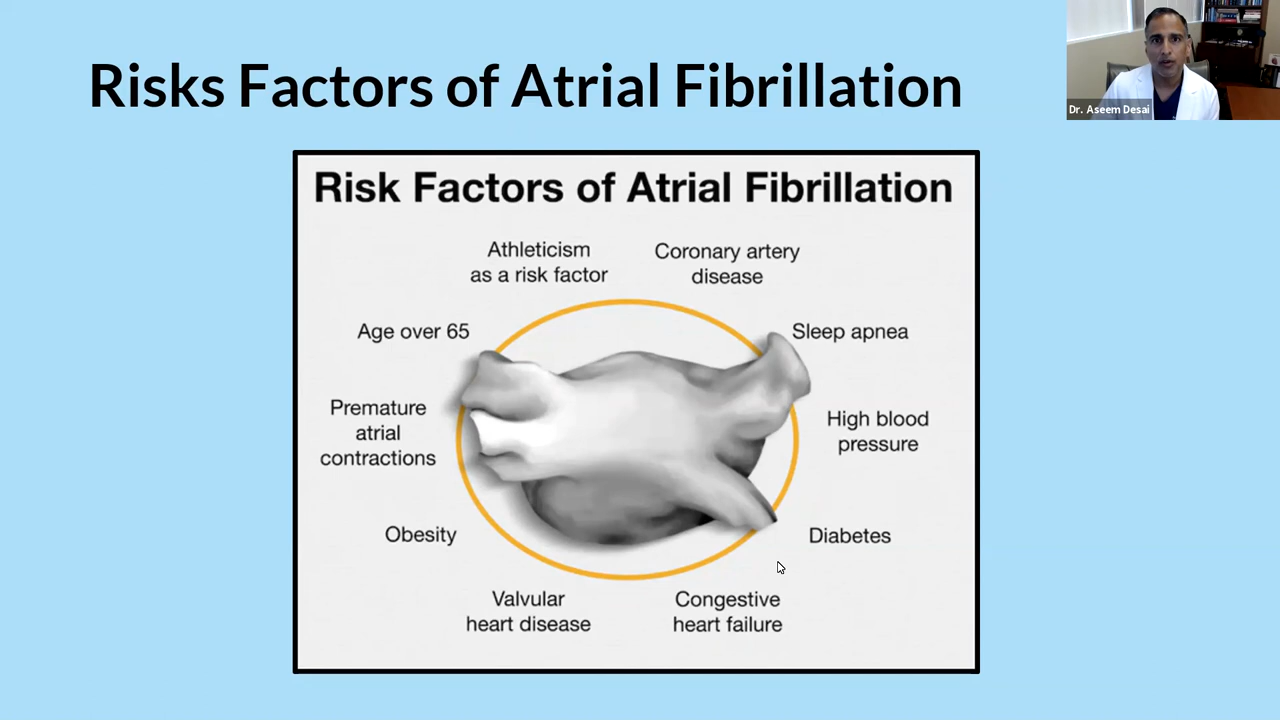 Risks Factors of Atrial Fibrillation
Dr. Aseem Desai
Risk Factors of Atrial Fibrillation
Athleticism
as a risk factor
Coronary artery
disease
Age over 65
Sleep apnea
Premature
atrial
contractions
High blood
pressure
Obesity
Diabetes
Valvular
heart disease
Congestive
heart failure